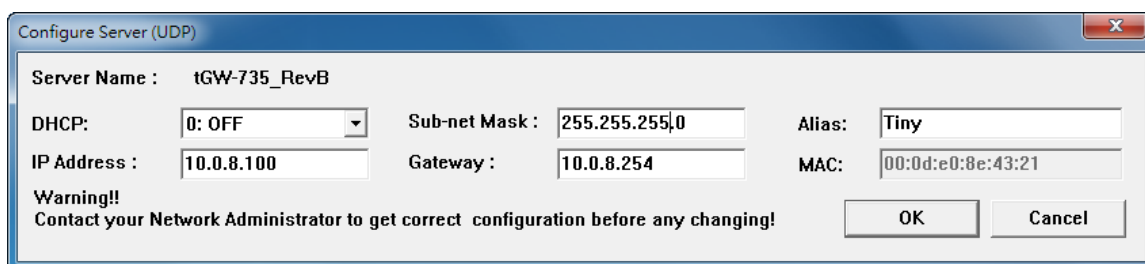 Configure Server (UDP)
Server Name : tGW-735_RevB
DHCP: 0: OFF Sub-net Mask : 255.255.255.0 Alias: Tiny
IP Address : 10.0.8.100 Gateway : 10.0.8.254 MAC: 00:0d:e0:8e:43:21
Warning!!
Contact your Network Administrator to get correct configuration before any changing!
OK Cancel